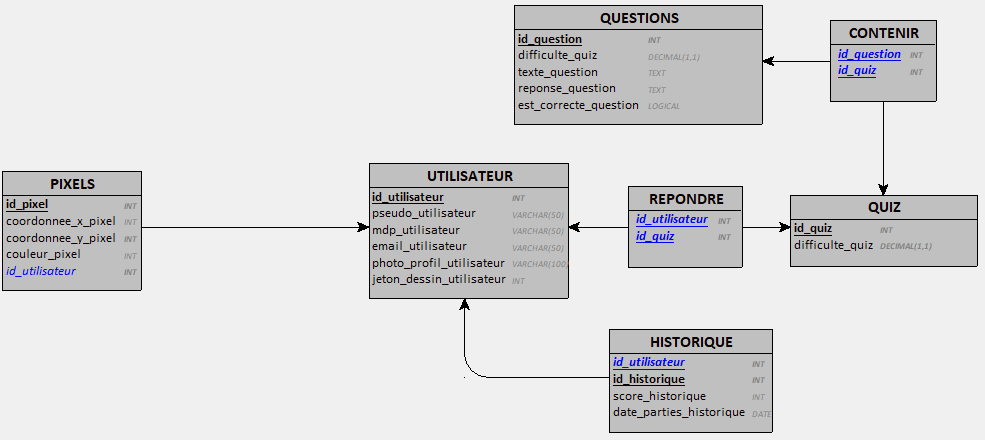 QUESTIONS
id_question INT
difficulte_quiz DECIMAL(1,1)
texte_question TEXT
reponse_question TEXT
est_correcte_question LOGICAL
CONTENIR
id_question INT
id_quiz INT
PIXELS
id_pixel INT
coordonnee_x_pixel INT
coordonnee_y_pixel INT
couleur_pixel INT
id_utilisateur INT
UTILISATEUR
id_utilisateur INT
pseudo_utilisateur VARCHAR(50)
mdp_utilisateur VARCHAR(50)
email_utilisateur VARCHAR(50)
photo_profil_utilisateur VARCHAR(100)
jeton_dessin_utilisateur INT
REPONDRE
id_utilisateur INT
id_quiz INT
QUIZ
id_quiz INT
difficulte_quiz DECIMAL(1,1)
HISTORIQUE
id_utilisateur INT
id_historique INT
score_historique INT
date_parties_historique DATE